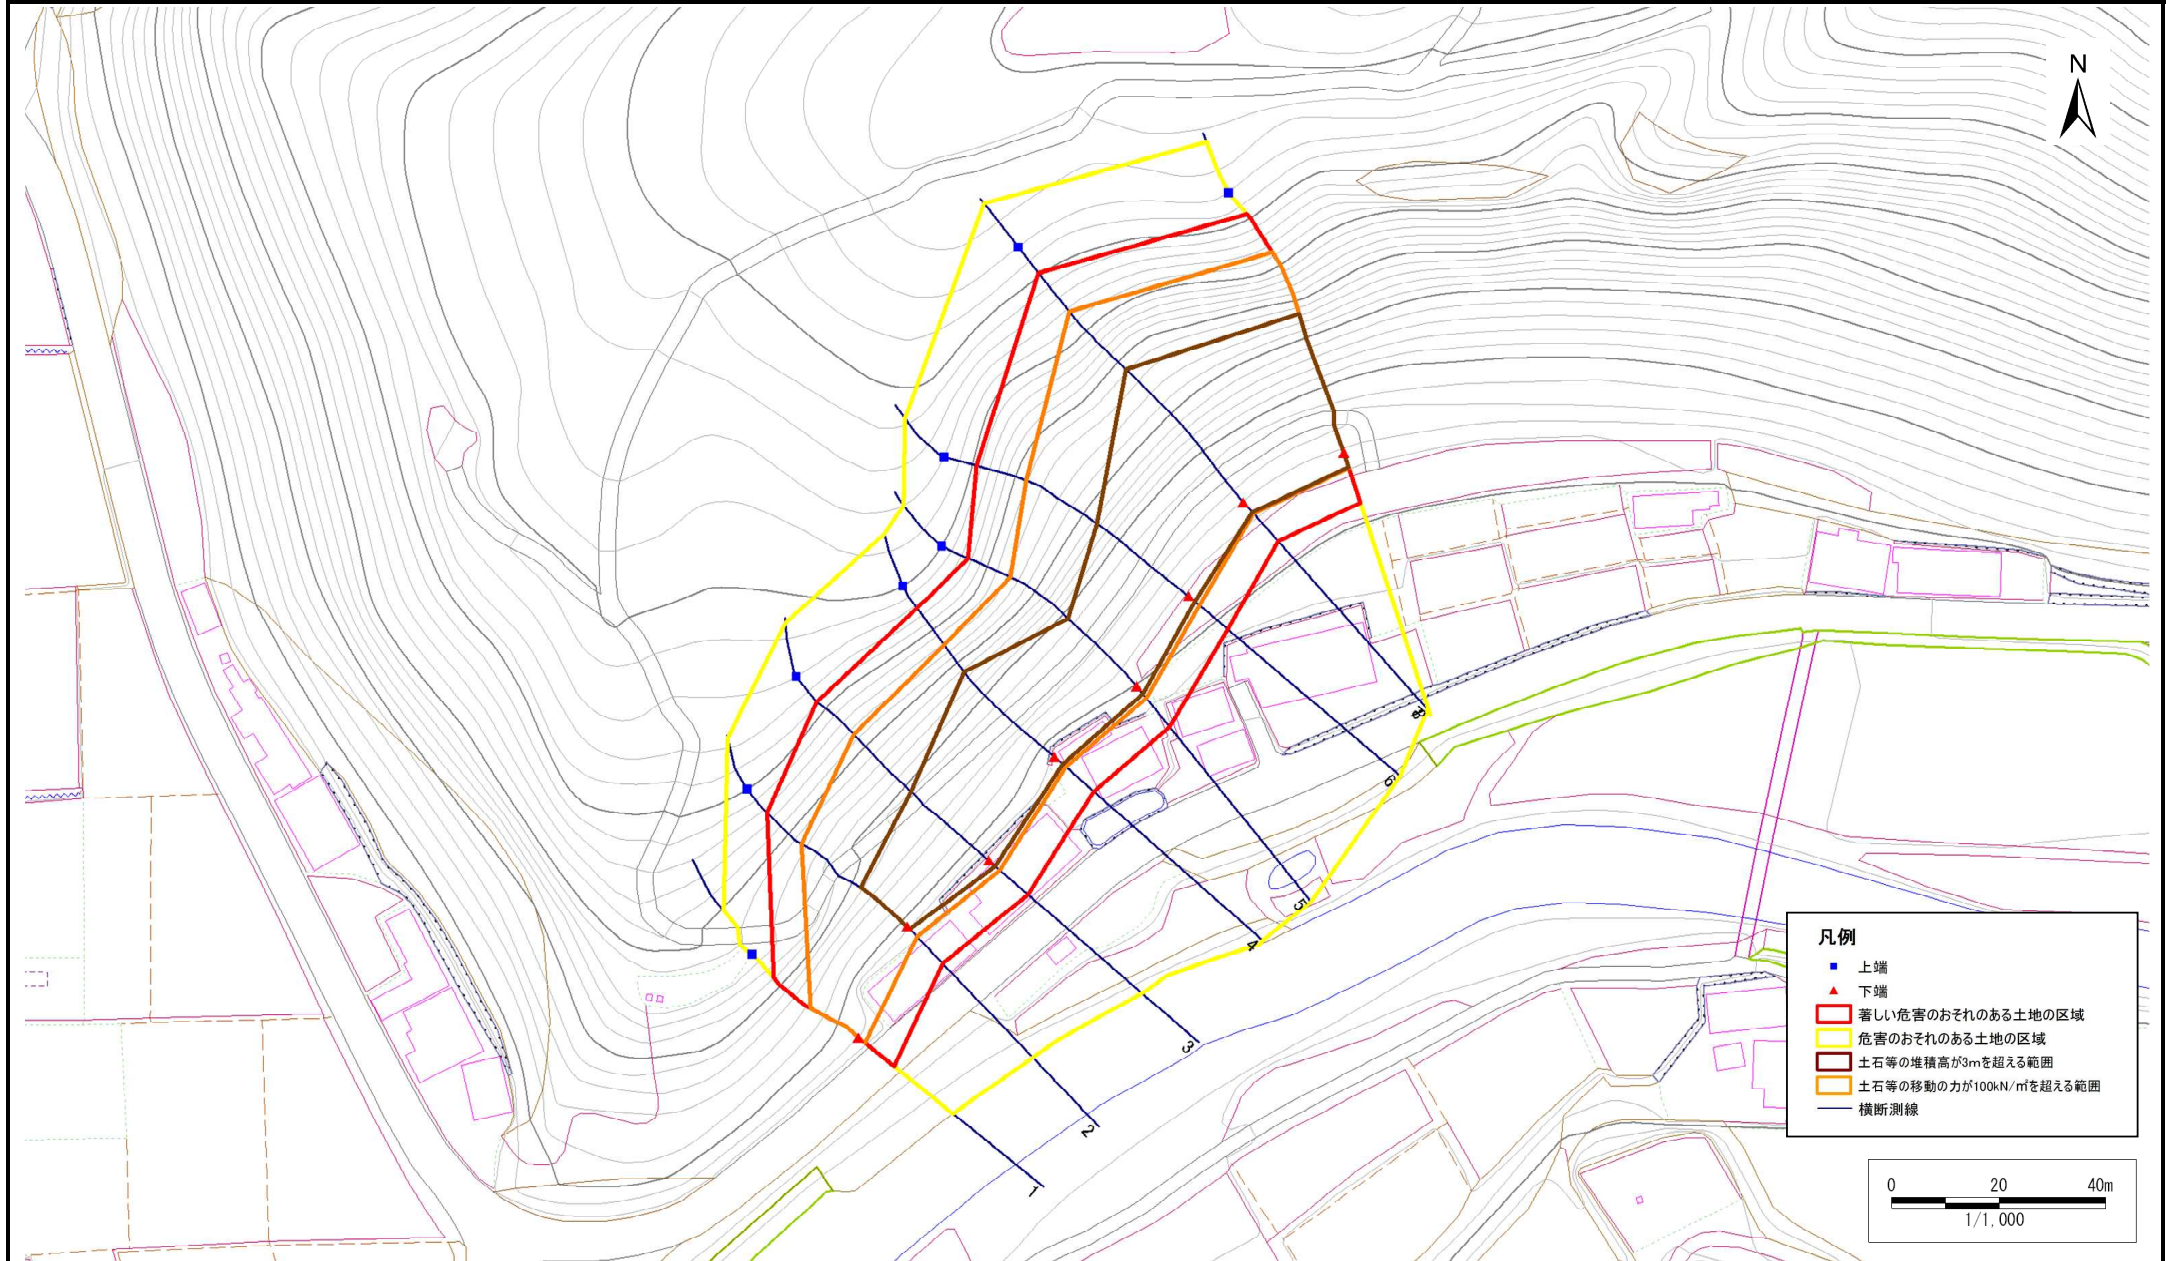 N
6
5
4
3
2
1
凡例
上端
下端
著しい危害のおそれのある土地の区域
危害のおそれのある土地の区域
土石等の堆積高が3mを超える範囲
土石等の移動の力が100kN/㎡を超える範囲
横断測線
0 20 40m
1/1,000